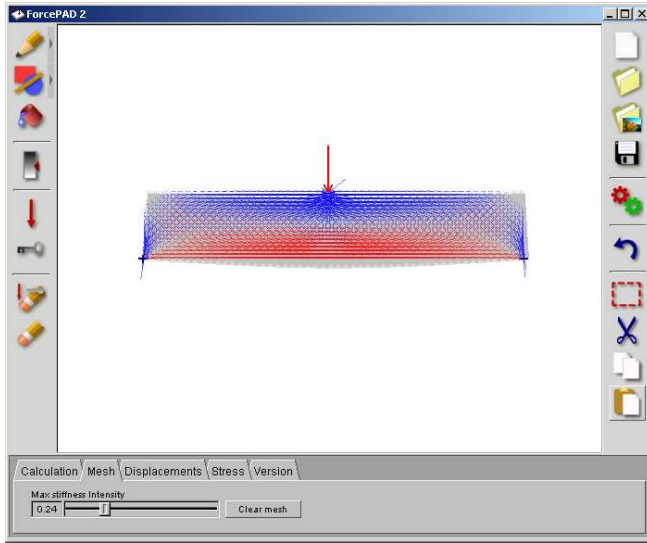 ForcePAD 2
Calculation Mesh Displacements Stress Version
Max stiffness Intensity
0.24 Clear mesh